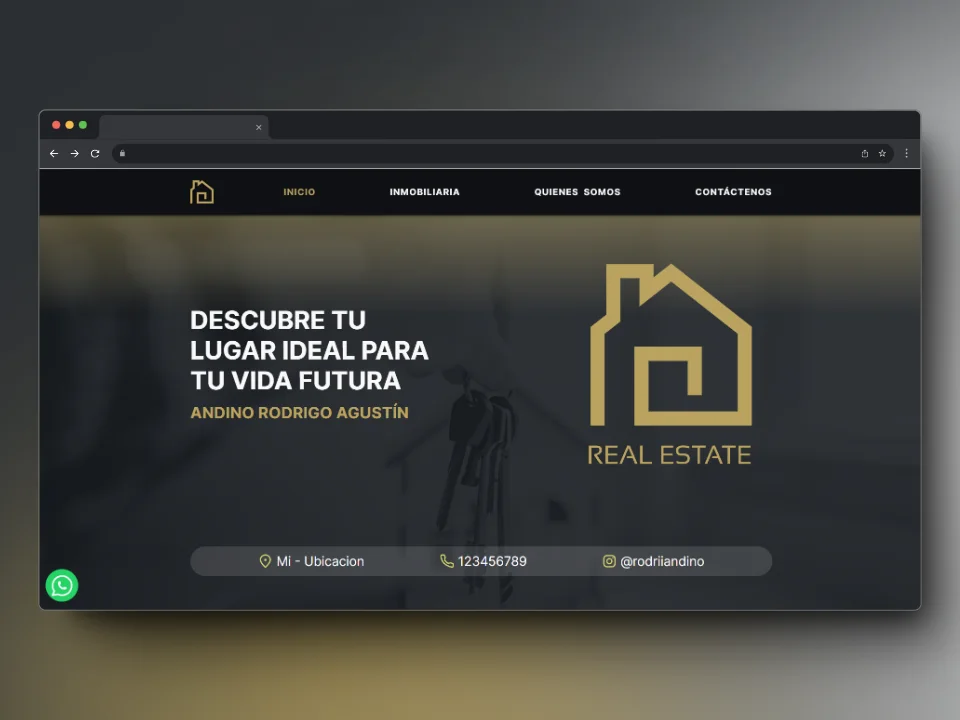 INICIO
INMOBILIARIA
QUIENES SOMOS
CONTÁCTENOS
DESCUBRE TU
LUGAR IDEAL PARA
TU VIDA FUTURA
ANDINO RODRIGO AGUSTÍN
REAL ESTATE
Mi - Ubicacion
123456789
@rodriiandino